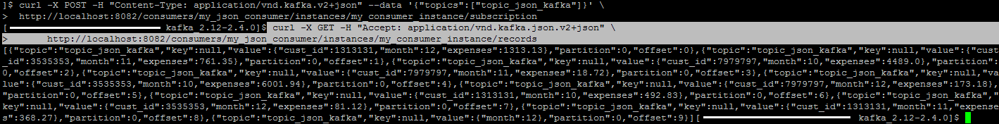 ]$ curl -X POST -H "Content-Type: application/vnd.kafka.v2+json" --data '{"topics":["topic_json_kafka"]}' \
>  http://localhost:8082/consumers/my_json_consumer/instances/my_consumer_instance/subscription
[ kafka_2.12-2.4.0]$ curl -X GET -H "Accept: application/vnd.kafka.json.v2+json" \
>      http://localhost:8082/consumers/my_json_consumer/instances/my_consumer_instance/records
[{"topic":"topic_json_kafka","key":null,"value":{"cust_id":1313131,"month":12,"expenses":1313.13},"partition":0,"offset":0},{"topic":"topic_json_kafka","key":null,"value":{"cust
_id":3535353,"month":11,"expenses":761.35},"partition":0,"offset":1},{"topic":"topic_json_kafka","key":null,"value":{"cust_id":7979797,"month":10,"expenses":4489.0},"partition":
0,"offset":2},{"topic":"topic_json_kafka","key":null,"value":{"cust_id":7979797,"month":11,"expenses":18.72},"partition":0,"offset":3},{"topic":"topic_json_kafka","key":null,"va
lue":{"cust_id":3535353,"month":10,"expenses":6001.94},"partition":0,"offset":4},{"topic":"topic_json_kafka","key":null,"value":{"cust_id":7979797,"month":12,"expenses":173.18},
"partition":0,"offset":5},{"topic":"topic_json_kafka","key":null,"value":{"cust_id":1313131,"month":10,"expenses":492.83},"partition":0,"offset":6},{"topic":"topic_json_kafka","
key":null,"value":{"cust_id":3535353,"month":12,"expenses":81.12},"partition":0,"offset":7},{"topic":"topic_json_kafka","key":null,"value":{"cust_id":1313131,"month":11,"expense
s":368.27},"partition":0,"offset":8},{"topic":"topic_json_kafka","key":null,"value":{"month":12},"partition":0,"offset":9}][ kafka_2.12-2.4.0]$